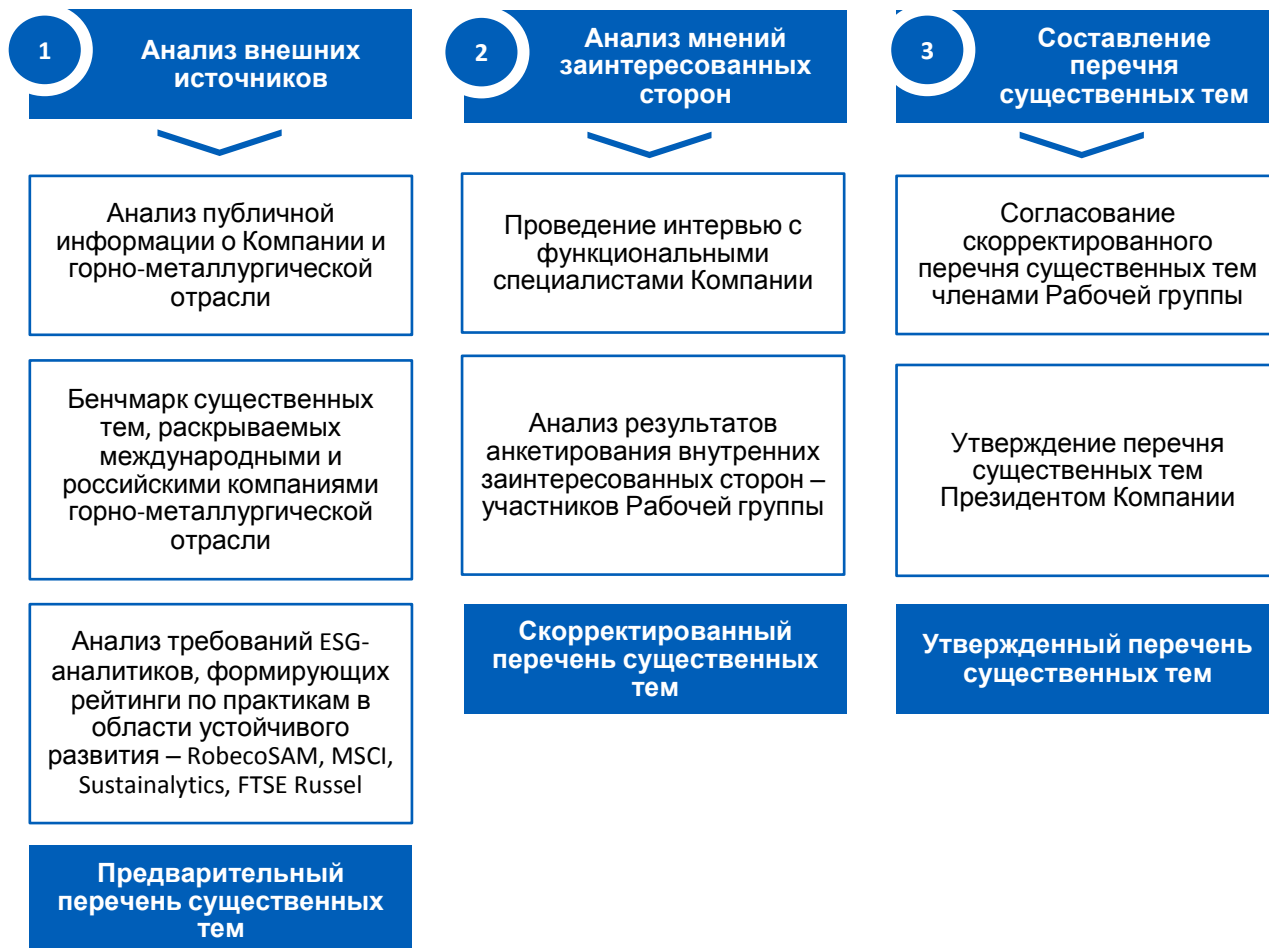 1
Анализ внешних
источников
Анализ публичной
информации о Компании и
горно-металлургической
отрасли
Бенчмарк существенных
тем, раскрываемых
международными и
российскими компаниями
горно-металлургической
отрасли
Анализ требований ESG-
аналитиков, формирующих
рейтинги по практикам в
области устойчивого
развития – RobecoSAM, MSCI,
Sustainalytics, FTSE Russel
Предварительный
перечень существенных
тем
2
Анализ мнений
заинтересованных
сторон
Проведение интервью с
функциональными
специалистами Компании
Анализ результатов
анкетирования внутренних
заинтересованных сторон –
участников Рабочей группы
Скорректированный
перечень существенных
тем
3
Составление
перечня
существенных тем
Согласование
скорректированного
перечня существенных тем
членами Рабочей группы
Утверждение перечня
существенных тем
Президентом Компании
Утвержденный перечень
существенных тем